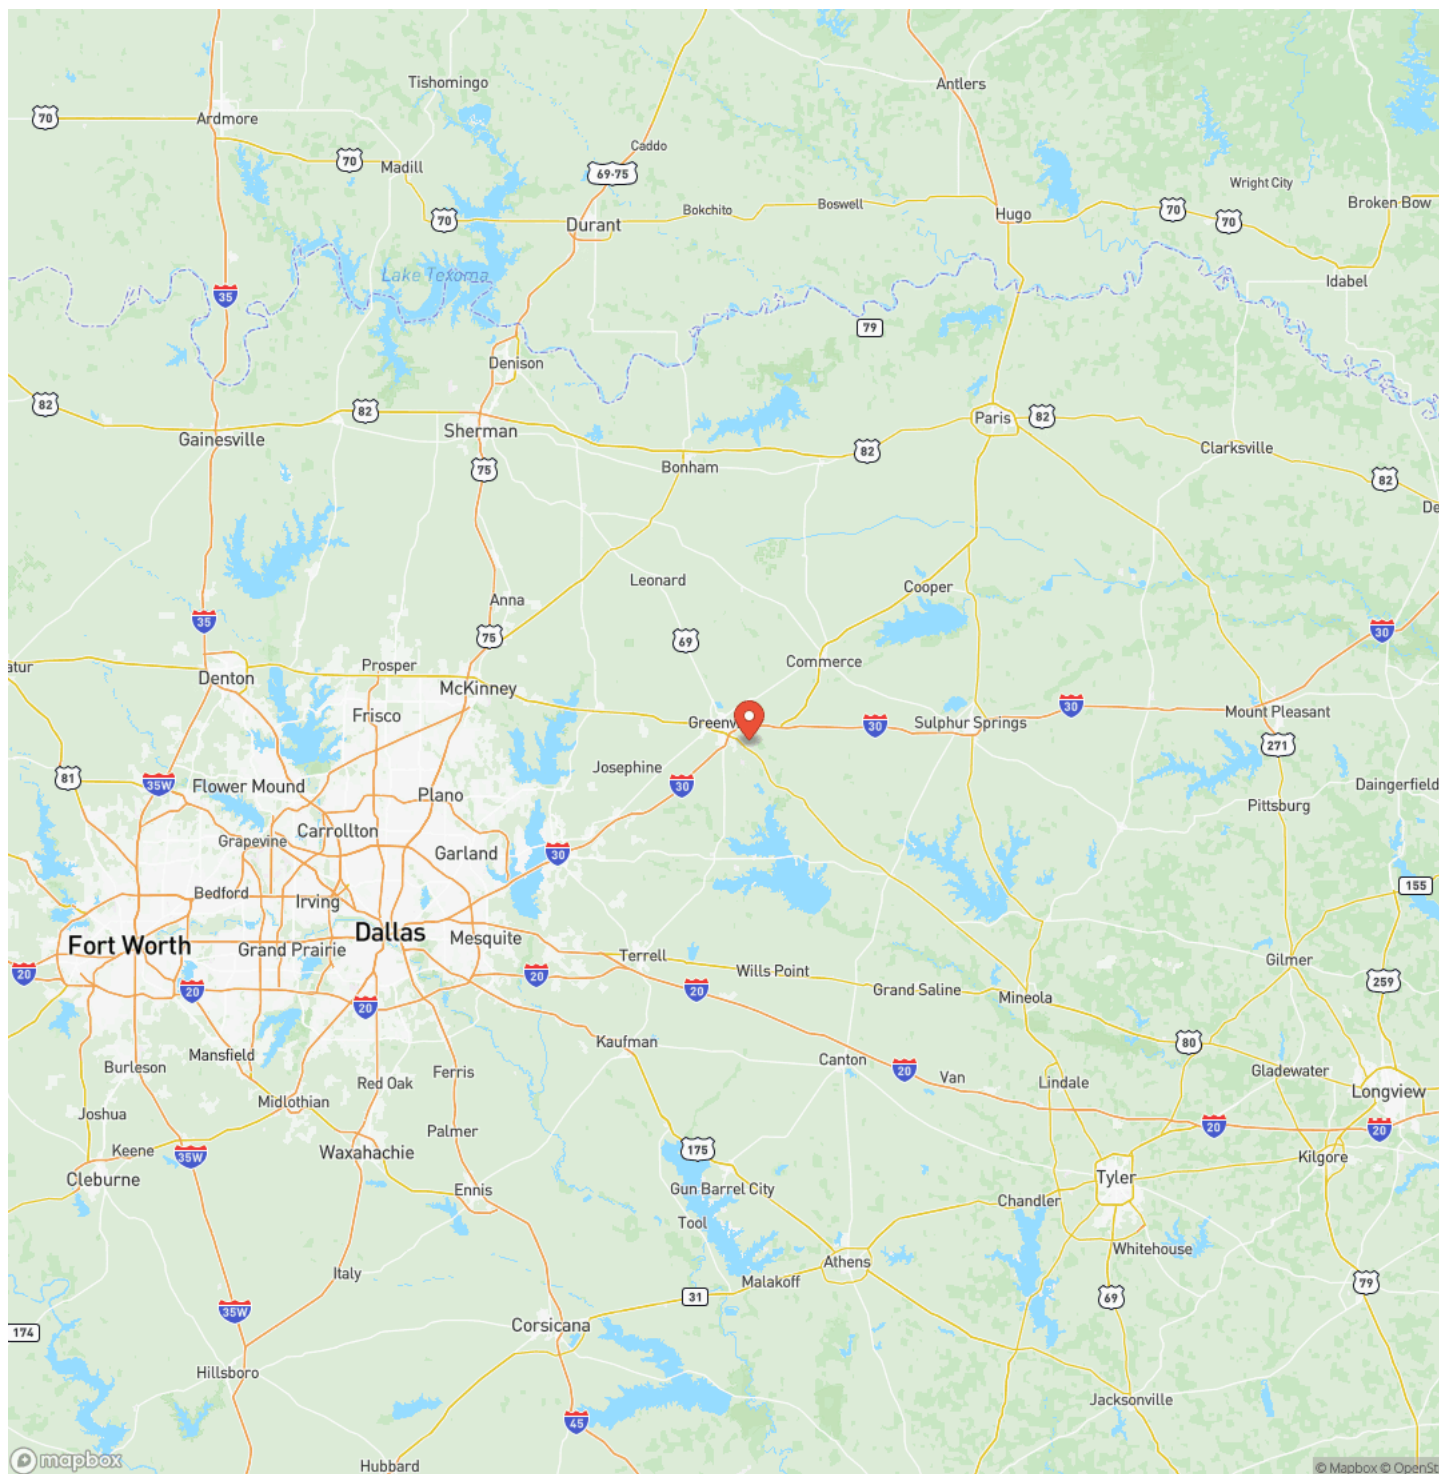 Tishomingo
Antlers
70
Ardmore
Caddo
70
Madill
69-75
Wright City
Broken Bow
70
Durant
Bokchito
Boswell
Hugo
70
70
Lake Texoma
Idabel
35
79
Denison
82
82
Gainesville
Sherman
Paris
82
82
Clarksville
75
Bonham
82
De
Leonard
Cooper
Anna
35
75
69
30
atur
Prosper
Commerce
Denton
McKinney
Frisco
Greenv
30
Sulphur Springs
30
Mount Pleasant
271
Josephine
81
35W
Flower Mound
Plano
30
Daingerfield
Pittsburg
Carrollton
Grapevine
Garland
30
Bedford
Irving
155
Fort Worth
Dallas
Grand Prairie
Mesquite
Terrell
Wills Point
Gilmer
20
20
20
20
Grand Saline
Mineola
259
Kaufman
80
Mansfield
Burleson
Ferris
Canton
20
Van
Gladewater
Red Oak
Lindale
Longview
Midlothian
Joshua
Palmer
20
20
Keene
35W
Waxahachie
175
Kilgore
Cleburne
Ennis
Gun Barrel City
Tyler
Chandler
Tool
Whitehouse
Athens
Italy
Malakoff
79
35W
31
69
174
Corsicana
Hillsboro
Jacksonville
45
Hubbard
mapbox
© Mapbox © OpenSt